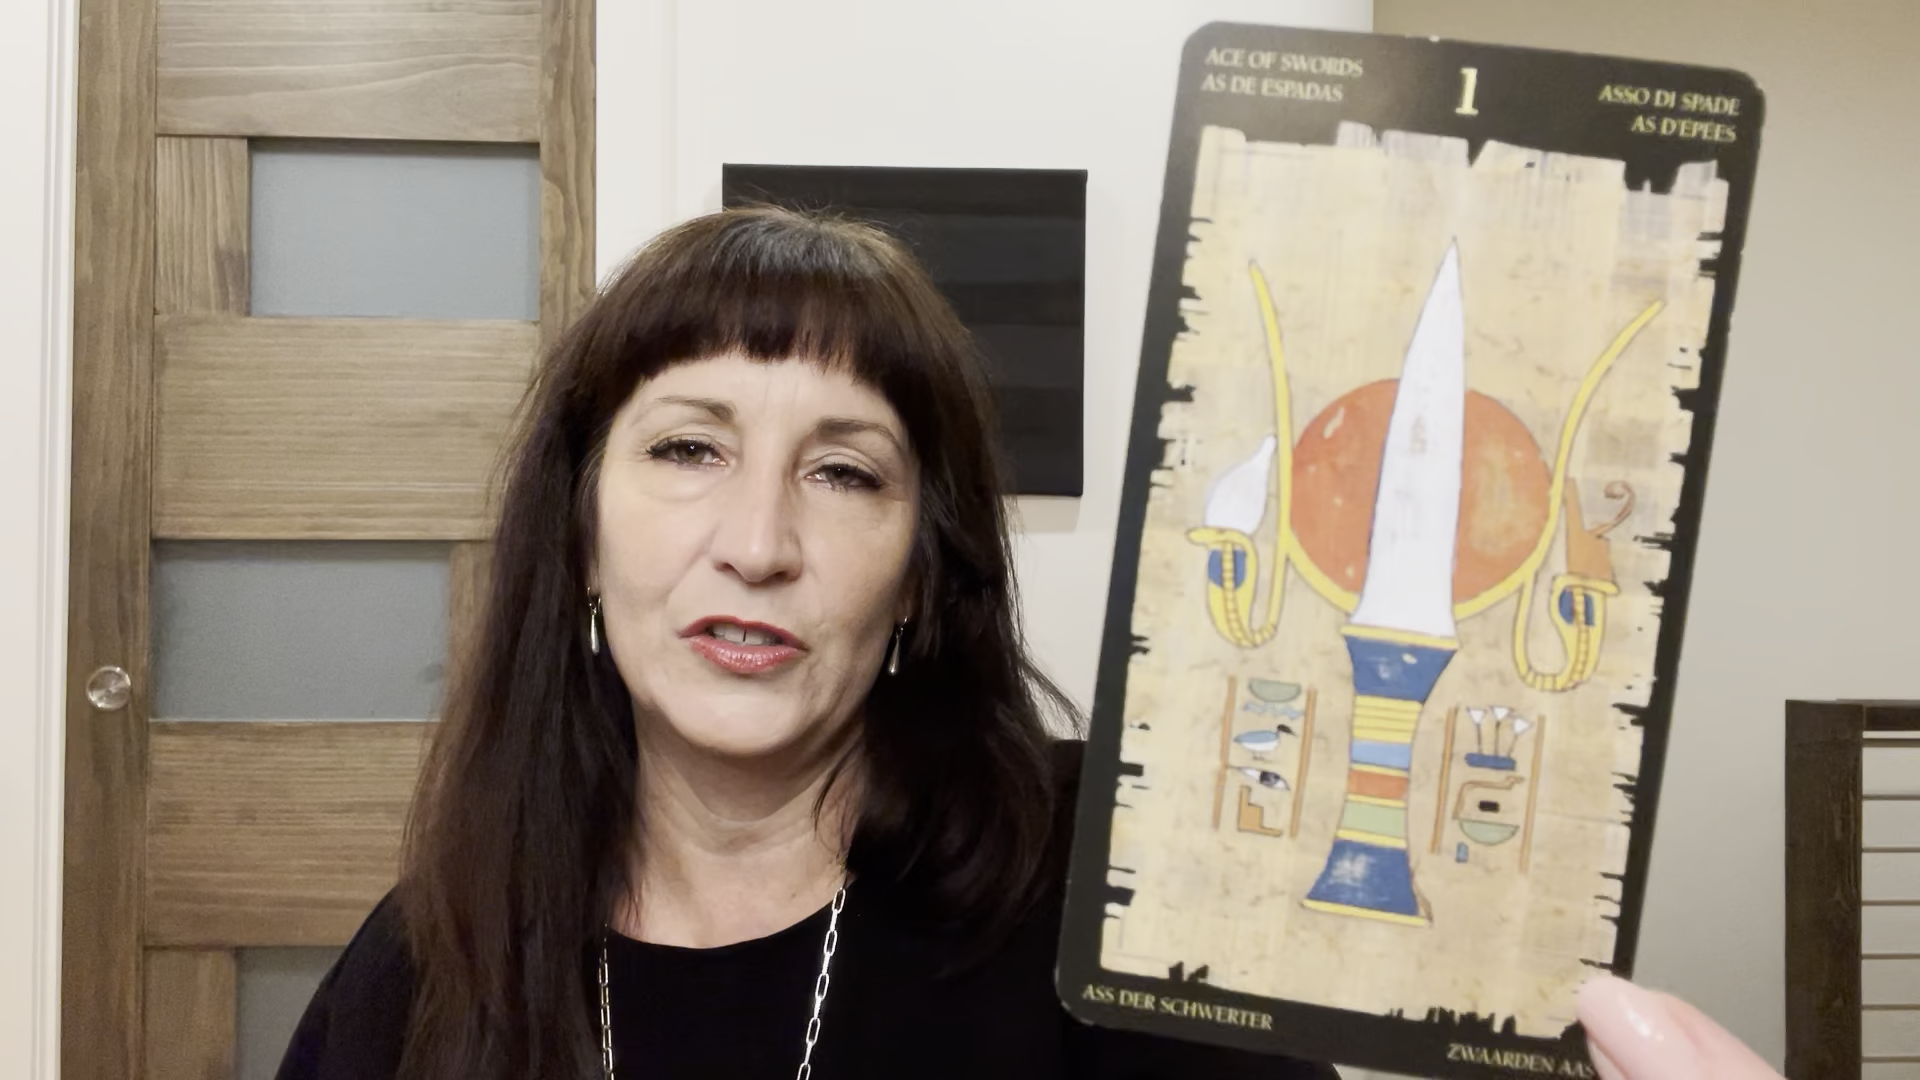 ACE OF SWORDS
AS DE ESPADAS
1
ASSO DI SPADE
AS D'ÉPÉES
ASS DER SCHWERTER
ZWAARDEN AAS